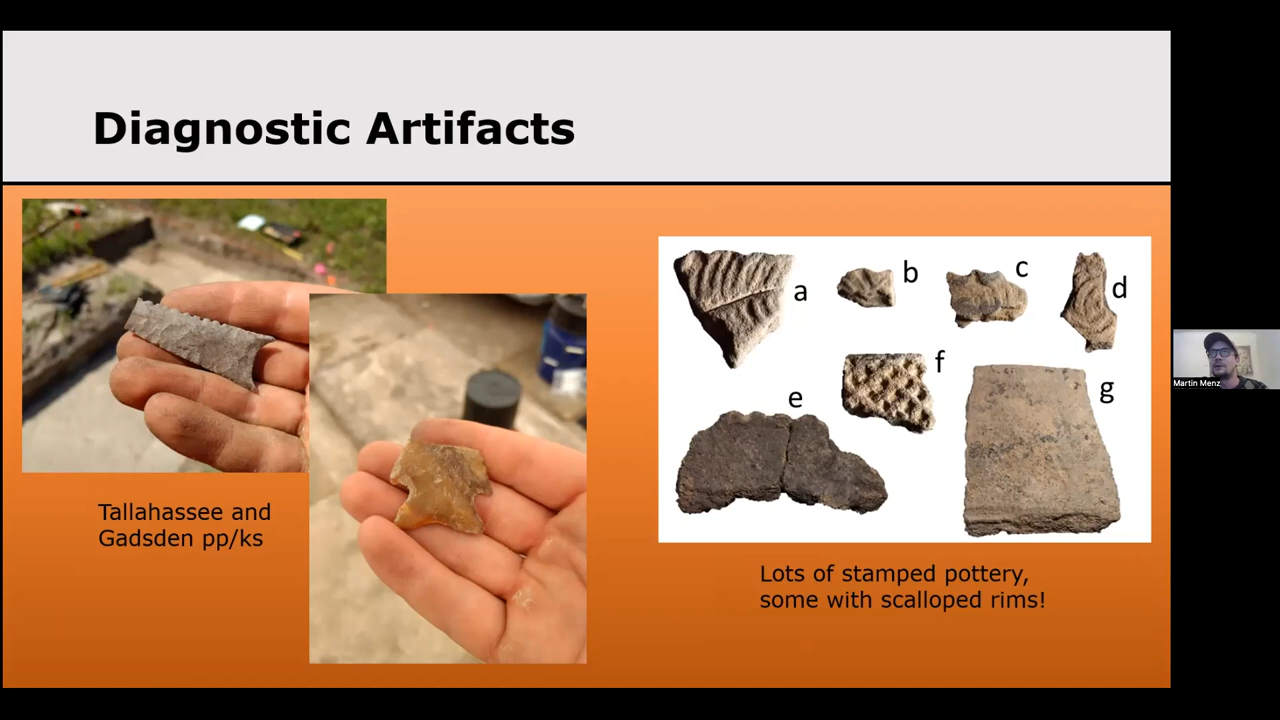 Diagnostic Artifacts
Tallahassee and
Gadsden pp/ks
a
b
c
d
e
f
g
Lots of stamped pottery,
some with scalloped rims!
Martin Menz